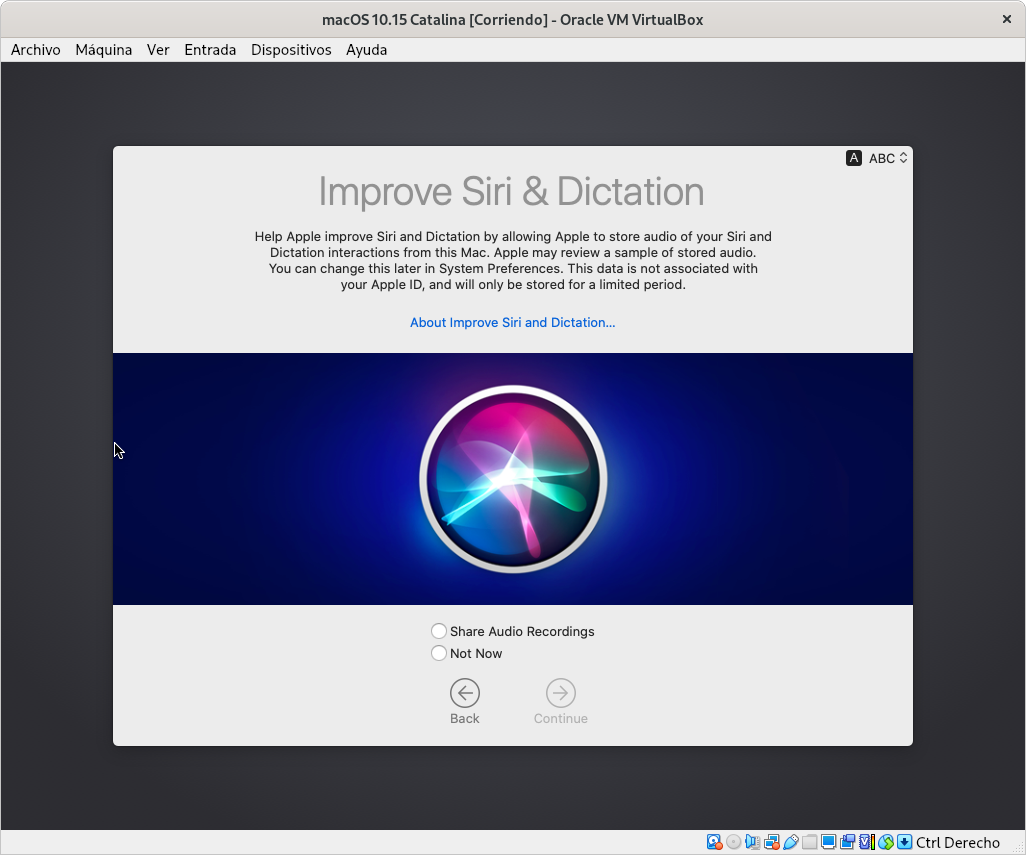 macOS 10.15 Catalina [Corriendo] - Oracle VM VirtualBox
Archivo Máquina Ver Entrada Dispositivos Ayuda
A ABC
Improve Siri & Dictation
Help Apple improve Siri and Dictation by allowing Apple to store audio of your Siri and
Dictation interactions from this Mac. Apple may review a sample of stored audio.
You can change this later in System Preferences. This data is not associated with
your Apple ID, and will only be stored for a limited period.
About Improve Siri and Dictation...
Share Audio Recordings
Not Now
Back Continue
Ctrl Derecho